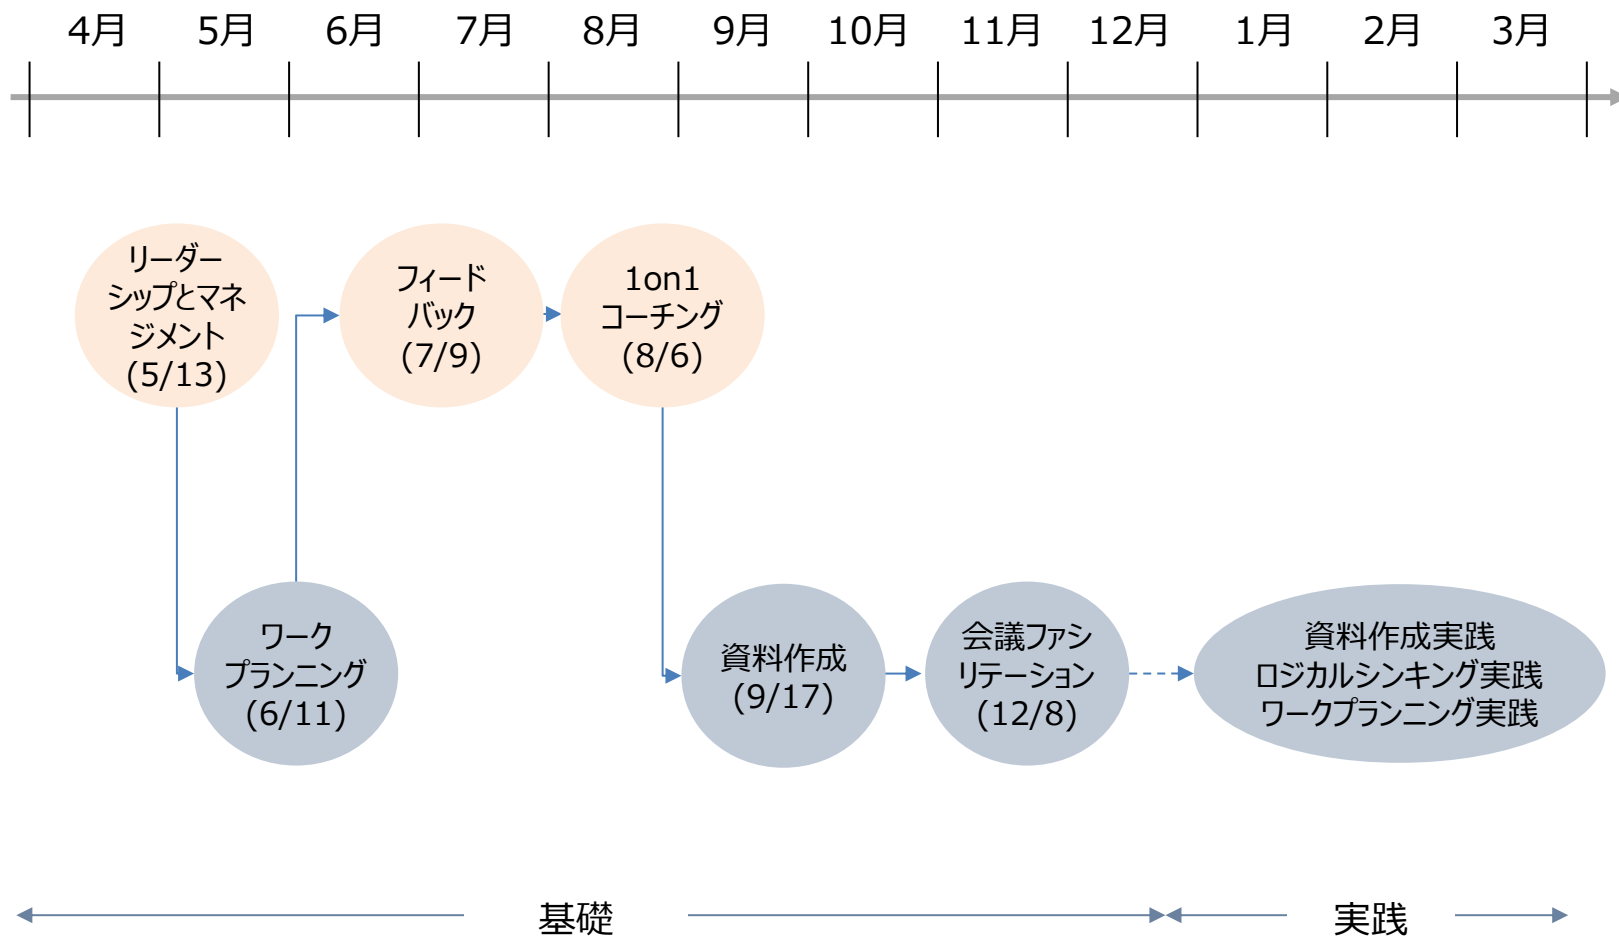 4月 5月 6月 7月 8月 9月 10月 11月 12月 1月 2月 3月
リーダー
シップとマネ
ジメント
(5/13)
フィード
バック
(7/9)
1on1
コーチング
(8/6)
ワーク
プランニング
(6/11)
資料作成
(9/17)
会議ファシ
リテーション
(12/8)
資料作成実践
ロジカルシンキング実践
ワークプランニング実践
基礎
実践